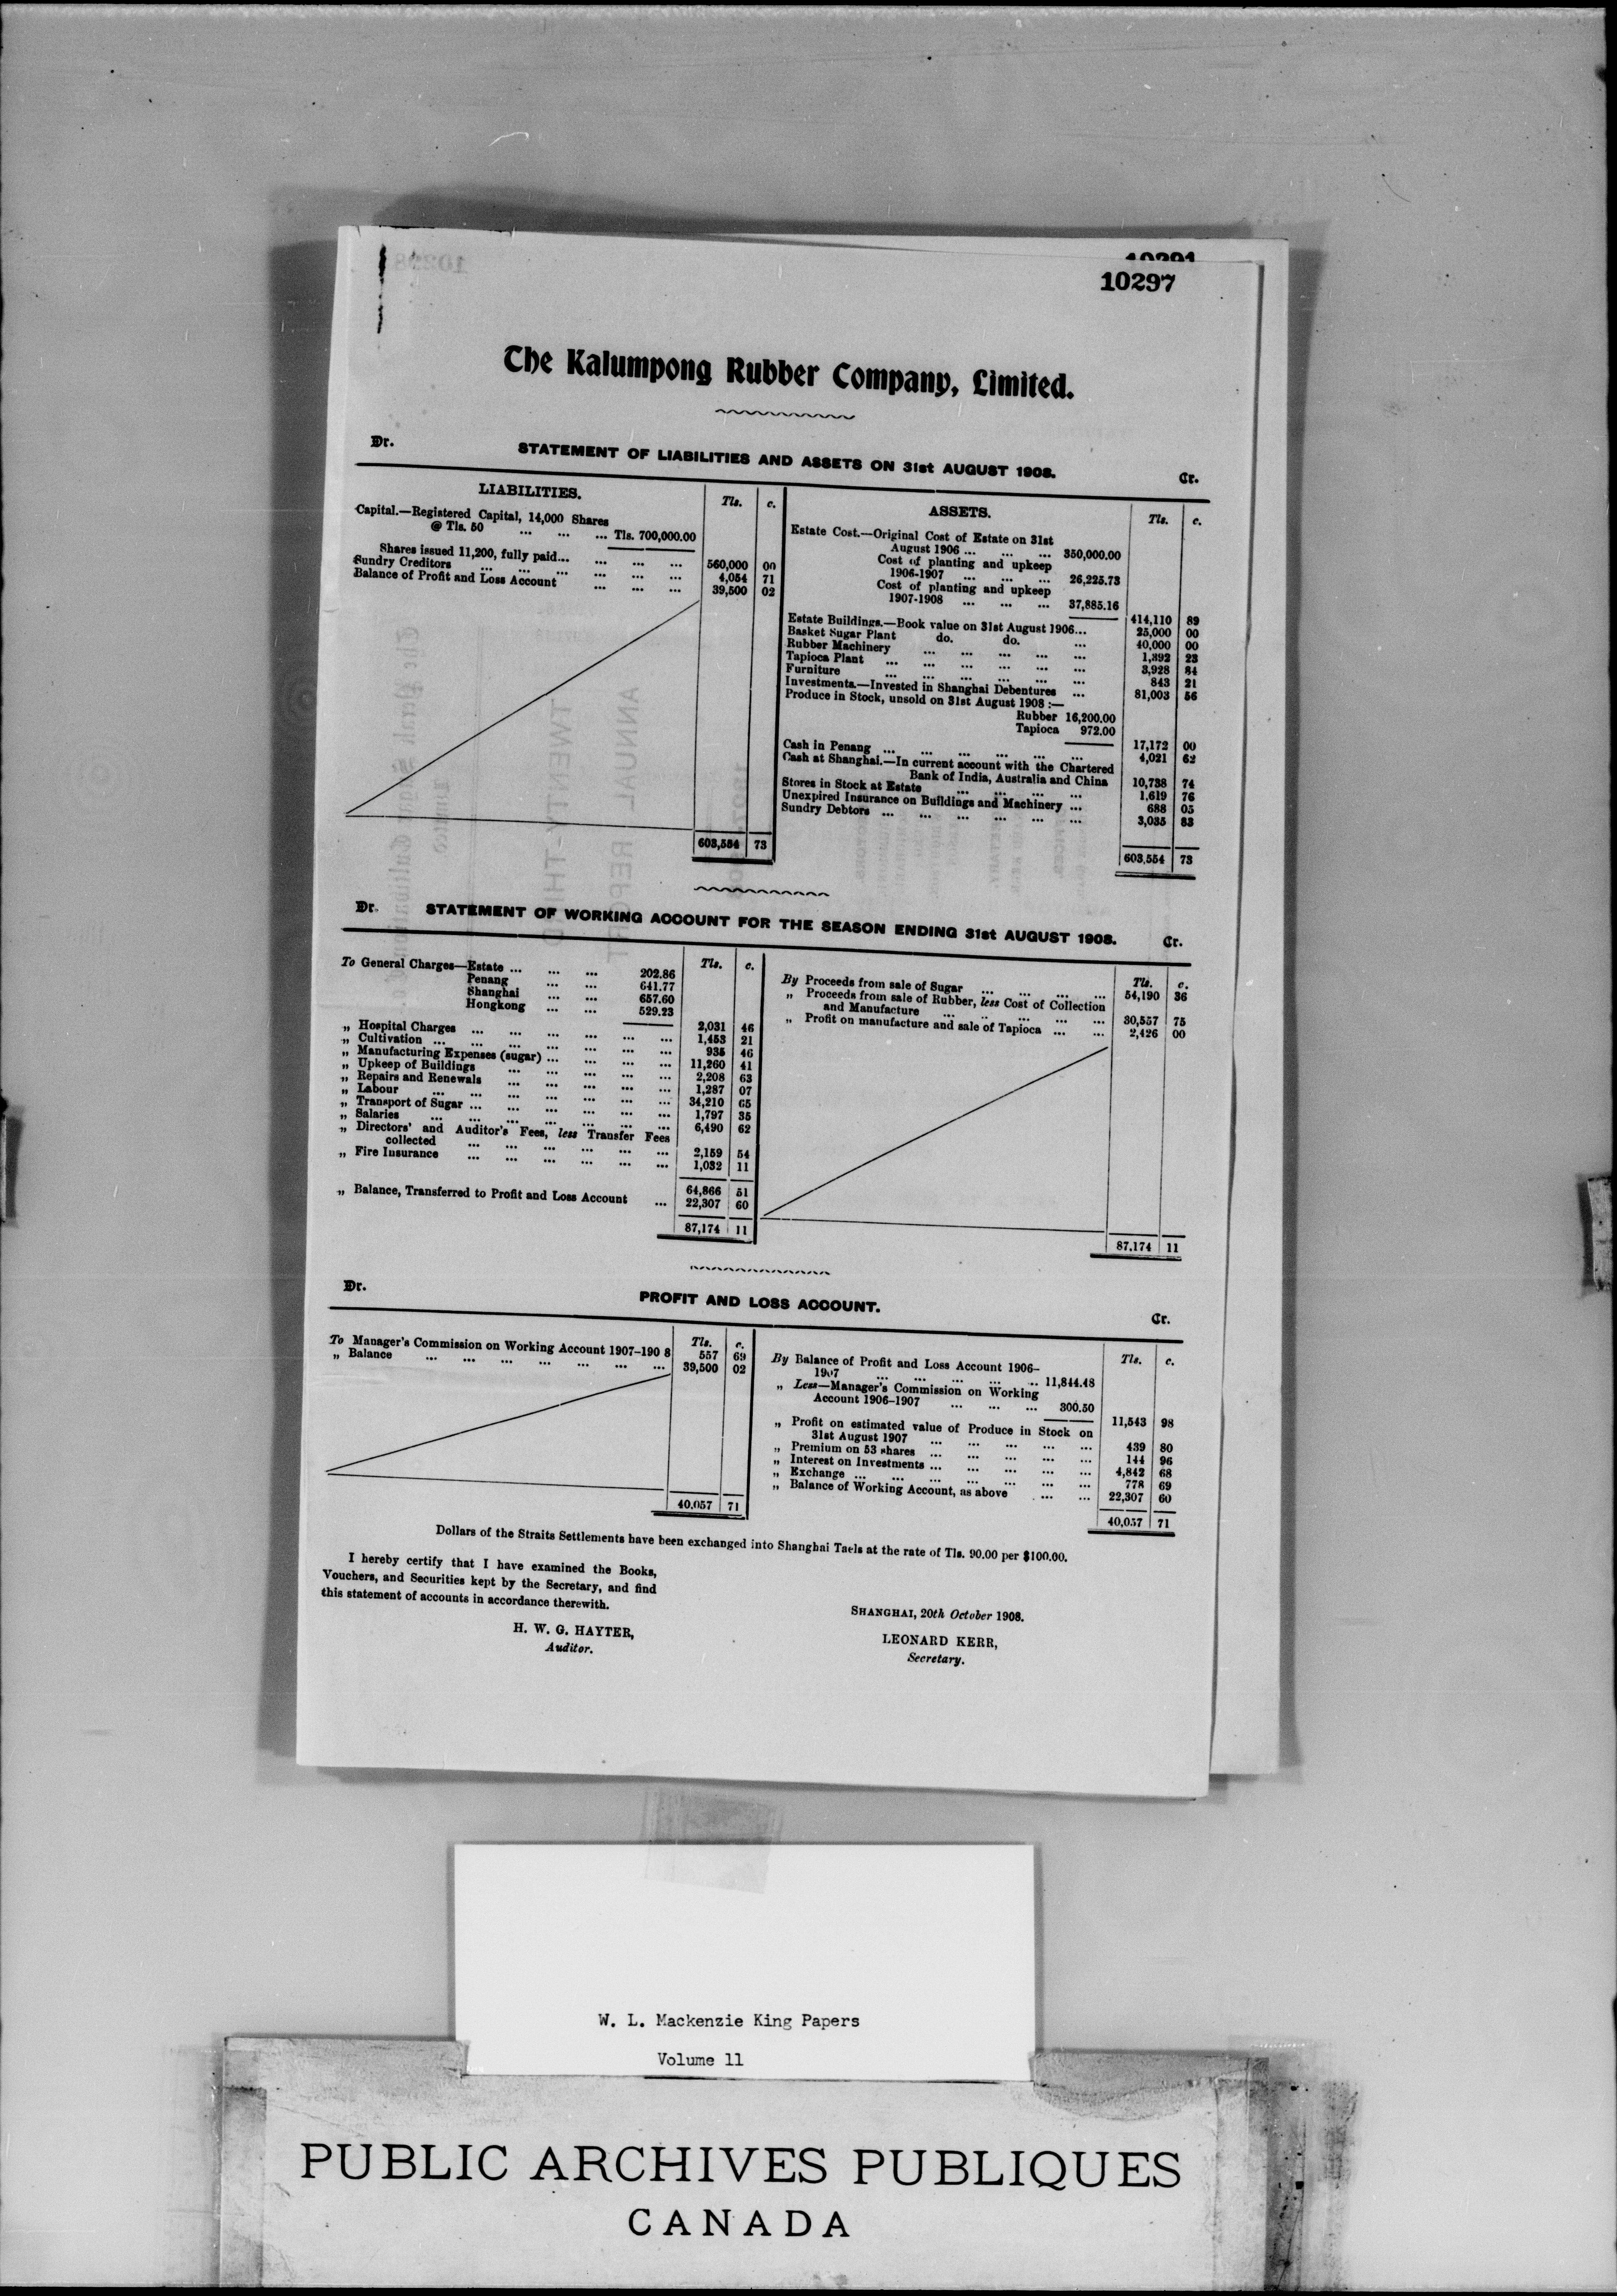 10291
10297
The Kalumpong Rubber Company, Limited.
Dr. STATEMENT OF LIABILITIES AND ASSETS ON 31st AUGUST 1908. Cr.
LIABILITIES. Tls. c.
Capital.—Registered Capital, 14,000 Shares
@ Tls. 50 ... ... ... Tls. 700,000.00
Shares issued 11,200, fully paid... ... ... ... 560,000 00
Sundry Creditors ... ... ... ... ... ... 4,054 71
Balance of Profit and Loss Account ... ... ... 39,500 02
603,554 73
ASSETS. Tls. c.
Estate Cost.—Original Cost of Estate on 31st
August 1906 ... ... ... 350,000.00
Cost of planting and upkeep
1906-1907 ... ... ... 26,225.73
Cost of planting and upkeep
1907-1908 ... ... ... 37,885.16
414,110 89
Estate Buildings.—Book value on 31st August 1906... 25,000 00
Basket Sugar Plant do. do. ... 40,000 00
Rubber Machinery ... ... ... ... ... 1,392 23
Tapioca Plant ... ... ... ... ... ... 3,928 84
Furniture ... ... ... ... ... ... 843 21
Investments.—Invested in Shanghai Debentures ... 81,003 56
Produce in Stock, unsold on 31st August 1908 :—
Rubber 16,200.00
Tapioca 972.00
17,172 00
Cash in Penang ... ... ... ... ... ... 4,021 62
Cash at Shanghai.—In current account with the Chartered
Bank of India, Australia and China 10,738 74
Stores in Stock at Estate ... ... ... ... 1,619 76
Unexpired Insurance on Buildings and Machinery ... 688 05
Sundry Debtors ... ... ... ... ... ... 3,035 83
603,554 73
Dr. STATEMENT OF WORKING ACCOUNT FOR THE SEASON ENDING 31st AUGUST 1908. Cr.
Tls. c.
To General Charges—Estate ... ... ... 202.86
Penang ... ... 641.77
Shanghai ... ... 657.60
Hongkong ... ... 529.23
2,031 46
„ Hospital Charges ... ... ... ... ... ... 1,453 21
„ Cultivation ... ... ... ... ... ... ... 935 46
„ Manufacturing Expenses (sugar) ... ... ... ... 11,260 41
„ Upkeep of Buildings ... ... ... ... ... 2,208 63
„ Repairs and Renewals ... ... ... ... ... 1,287 07
„ Labour ... ... ... ... ... ... ... 34,210 65
„ Transport of Sugar ... ... ... ... ... ... 1,797 35
„ Salaries ... ... ... ... ... ... ... 6,490 62
„ Directors' and Auditor's Fees, less Transfer Fees
collected ... ... ... ... ... ... 2,159 54
„ Fire Insurance ... ... ... ... ... ... 1,032 11
64,866 51
„ Balance, Transferred to Profit and Loss Account ... 22,307 60
87,174 11
Tls. c.
By Proceeds from sale of Sugar ... ... ... ... 54,190 36
„ Proceeds from sale of Rubber, less Cost of Collection
and Manufacture ... ... ... ... ... 30,557 75
„ Profit on manufacture and sale of Tapioca ... ... 2,426 00
87,174 11
Dr. PROFIT AND LOSS ACCOUNT. Cr.
Tls. c.
To Manager's Commission on Working Account 1907-190 8 557 69
„ Balance ... ... ... ... ... ... ... 39,500 02
40,057 71
Tls. c.
By Balance of Profit and Loss Account 1906-
1907 ... ... ... ... .. 11,844.48
„ Less—Manager's Commission on Working
Account 1906-1907 ... ... ... 300.50
11,543 98
„ Profit on estimated value of Produce in Stock on
31st August 1907 ... ... ... ... ... 439 80
„ Premium on 53 shares ... ... ... ... ... 144 96
„ Interest on Investments ... ... ... ... ... 4,842 68
„ Exchange ... ... ... ... ... ... ... 778 69
„ Balance of Working Account, as above ... ... 22,307 60
40,057 71
Dollars of the Straits Settlements have been exchanged into Shanghai Taels at the rate of Tls. 90.00 per $100.00.
I hereby certify that I have examined the Books,
Vouchers, and Securities kept by the Secretary, and find
this statement of accounts in accordance therewith.
H. W. G. HAYTER,
Auditor.
SHANGHAI, 20th October 1908.
LEONARD KERR,
Secretary.
W. L. Mackenzie King Papers
Volume 11
PUBLIC ARCHIVES PUBLIQUES
CANADA